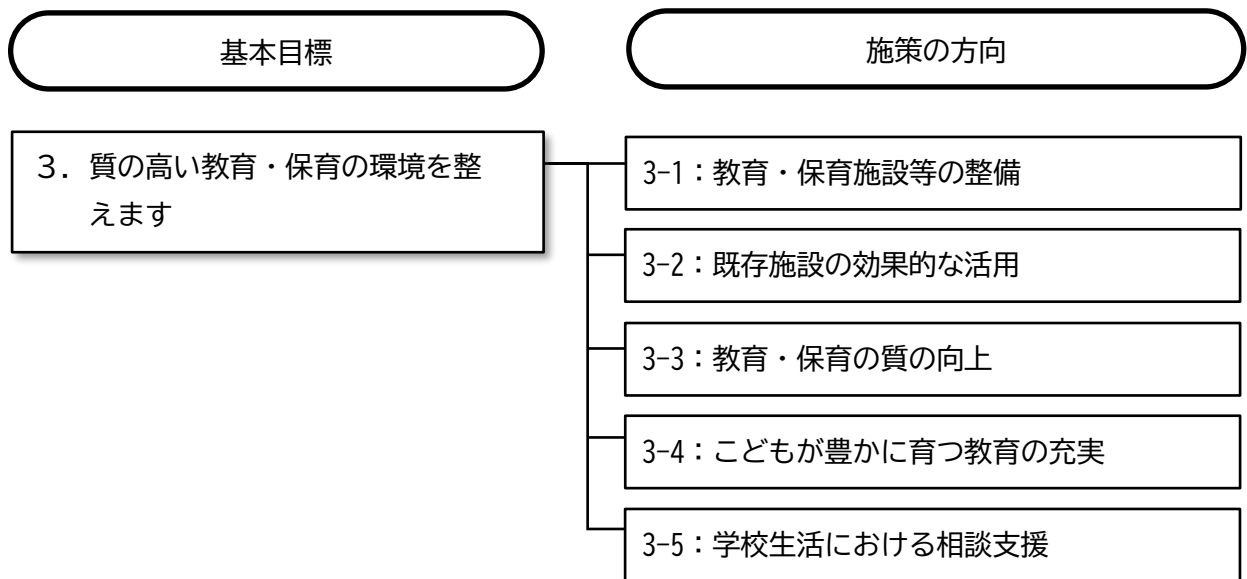 基本目標
施策の方向
３．質の高い教育・保育の環境を整
えます
3-1：教育・保育施設等の整備
3-2：既存施設の効果的な活用
3-3：教育・保育の質の向上
3-4：こどもが豊かに育つ教育の充実
3-5：学校生活における相談支援